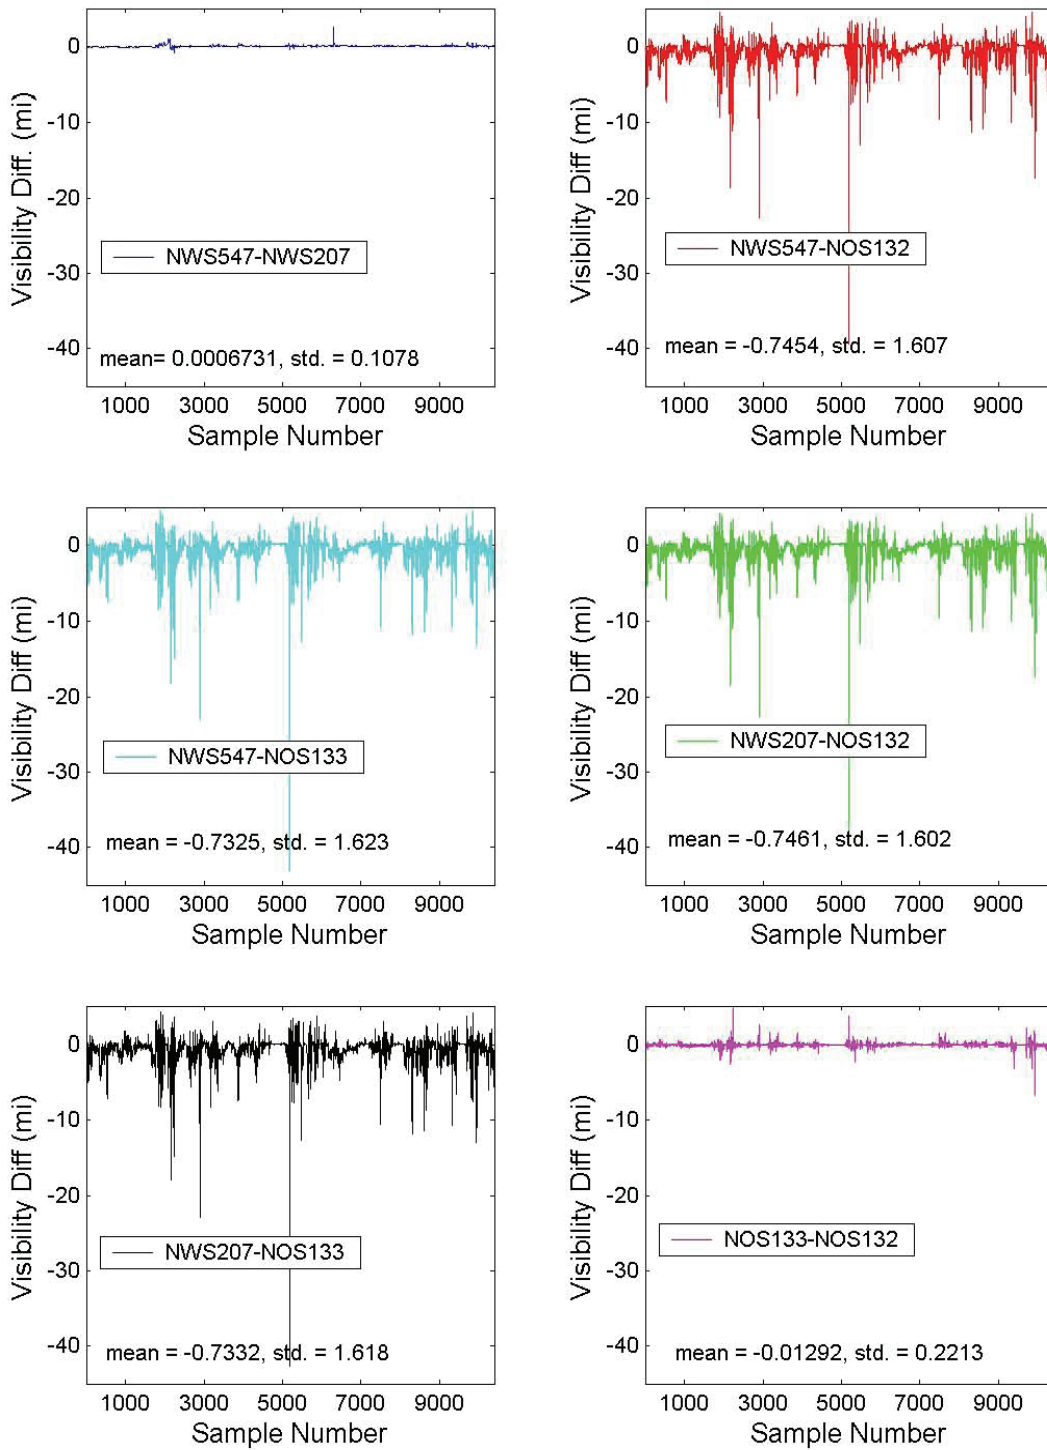 Visibility Diff. (mi)
0
-10
-20
-30
-40
NWS547-NWS207
mean= 0.0006731, std. = 0.1078
1000 3000 5000 7000 9000
Sample Number
Visibility Diff (mi)
0
-10
-20
-30
-40
NWS547-NOS132
mean = -0.7454, std. = 1.607
1000 3000 5000 7000 9000
Sample Number
Visibility Diff (mi)
0
-10
-20
-30
-40
NWS547-NOS133
mean = -0.7325, std. = 1.623
1000 3000 5000 7000 9000
Sample Number
Visibility Diff (mi)
0
-10
-20
-30
-40
NWS207-NOS132
mean = -0.7461, std. = 1.602
1000 3000 5000 7000 9000
Sample Number
Visibility Diff (mi)
0
-10
-20
-30
-40
NWS207-NOS133
mean = -0.7332, std. = 1.618
1000 3000 5000 7000 9000
Sample Number
Visibility Diff (mi)
0
-10
-20
-30
-40
NOS133-NOS132
mean = -0.01292, std. = 0.2213
1000 3000 5000 7000 9000
Sample Number